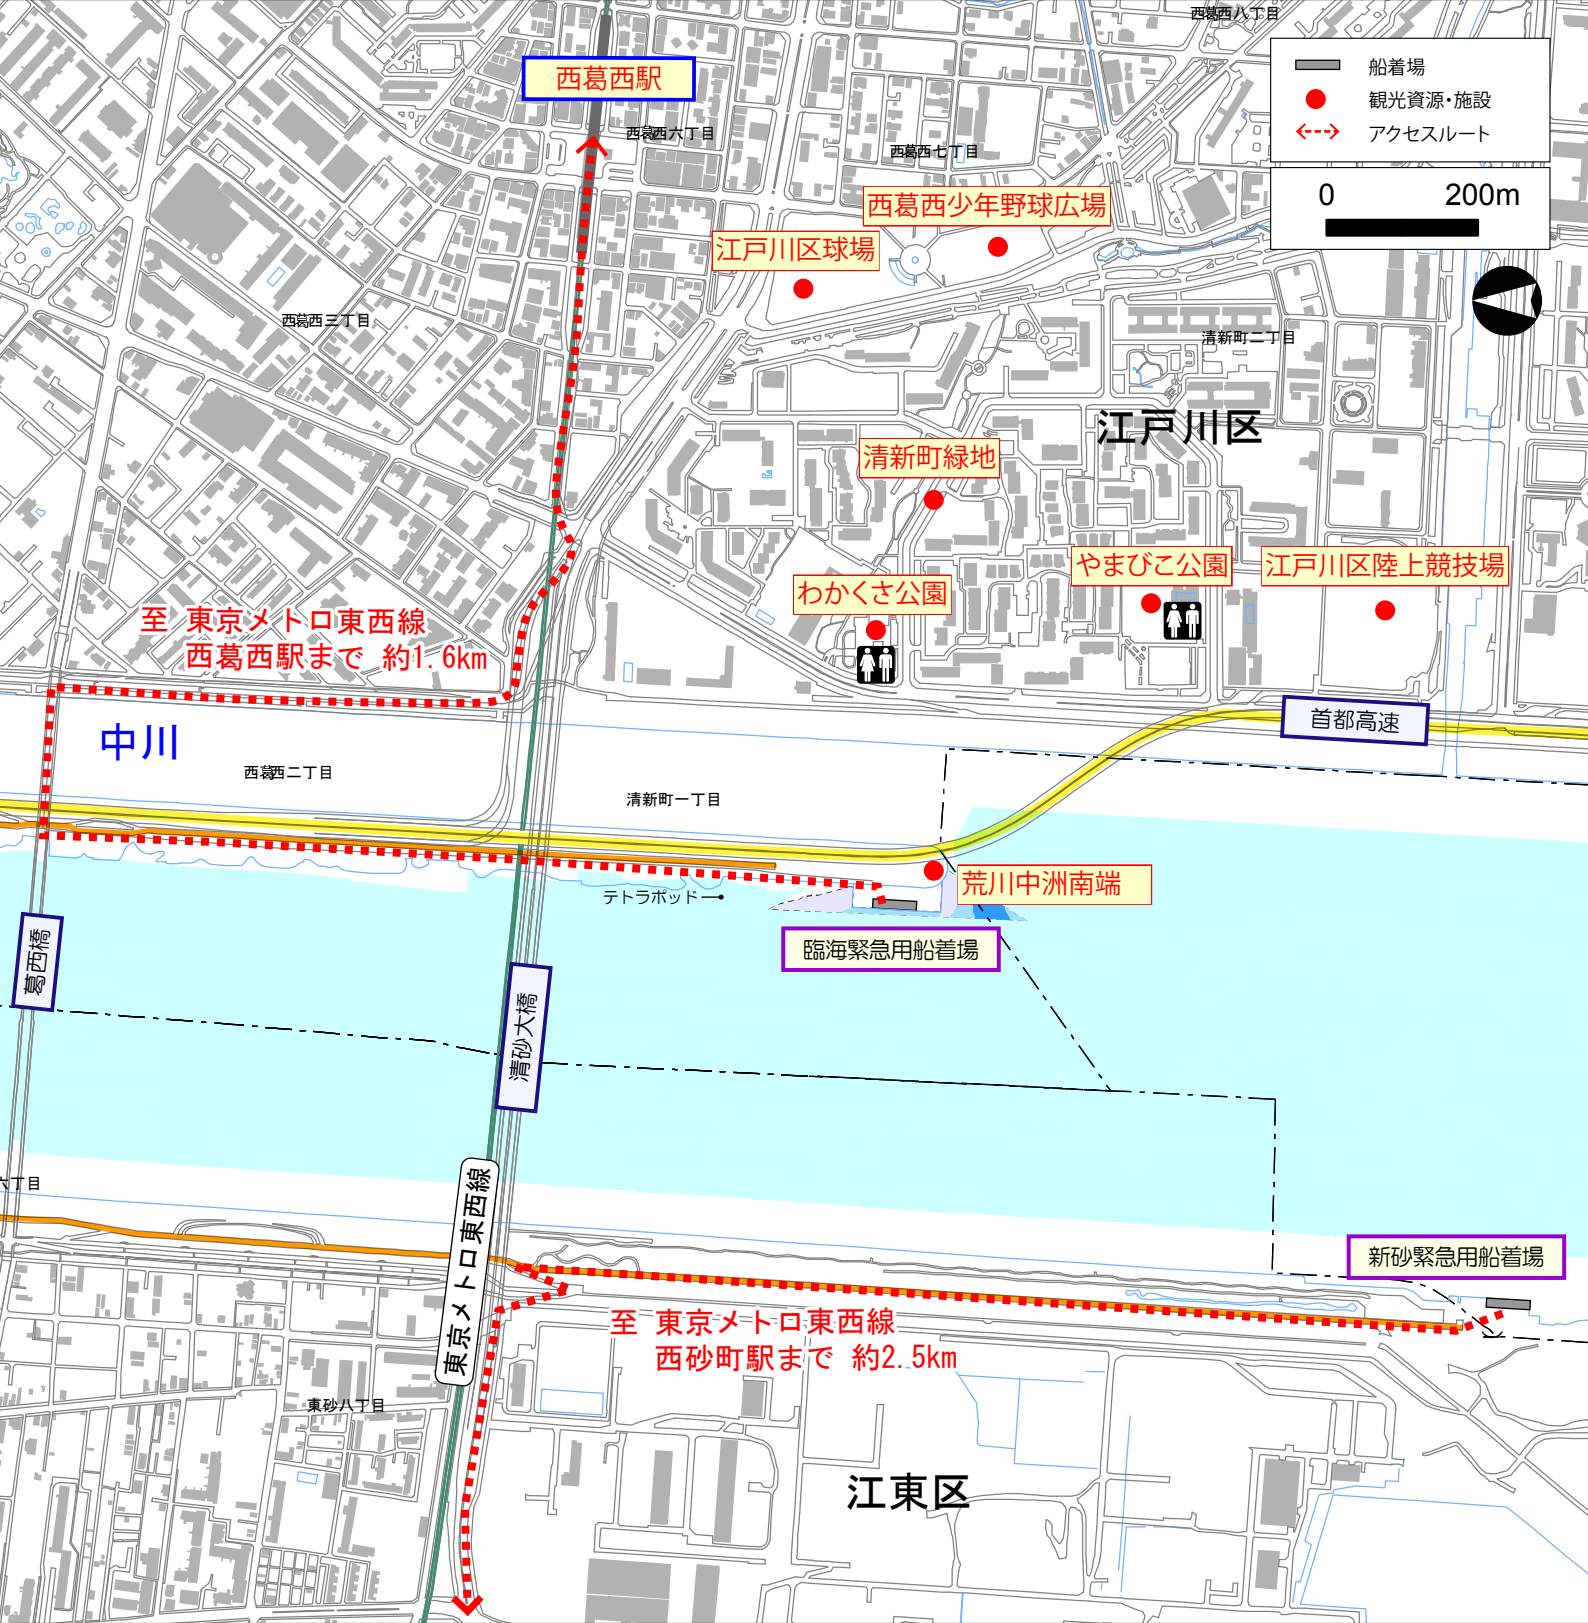 西葛西八丁目
船着場
観光資源・施設
アクセスルート
0 200m
西葛西駅
西葛西六丁目
西葛西七丁目
西葛西少年野球広場
江戸川区球場
西葛西三丁目
清新町二丁目
江戸川区
清新町緑地
やまびこ公園
江戸川区陸上競技場
わかくさ公園
至 東京メトロ東西線
西葛西駅まで 約1.6km
首都高速
中川
西葛西二丁目
清新町一丁目
荒川中洲南端
テトラポッド
臨海緊急用船着場
葛西橋
清砂大橋
六丁目
東京メトロ東西線
新砂緊急用船着場
至 東京メトロ東西線
西砂町駅まで 約2.5km
東砂八丁目
江東区